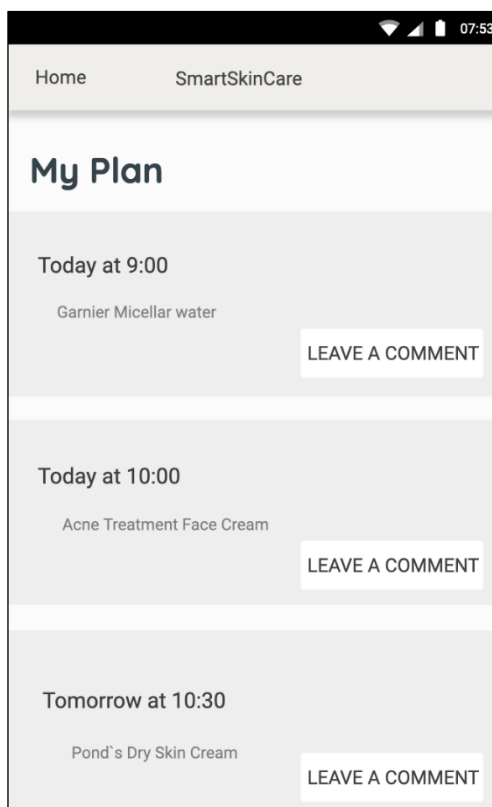 07:53
Home SmartSkinCare
My Plan
Today at 9:00
Garnier Micellar water
LEAVE A COMMENT
Today at 10:00
Acne Treatment Face Cream
LEAVE A COMMENT
Tomorrow at 10:30
Pond`s Dry Skin Cream
LEAVE A COMMENT